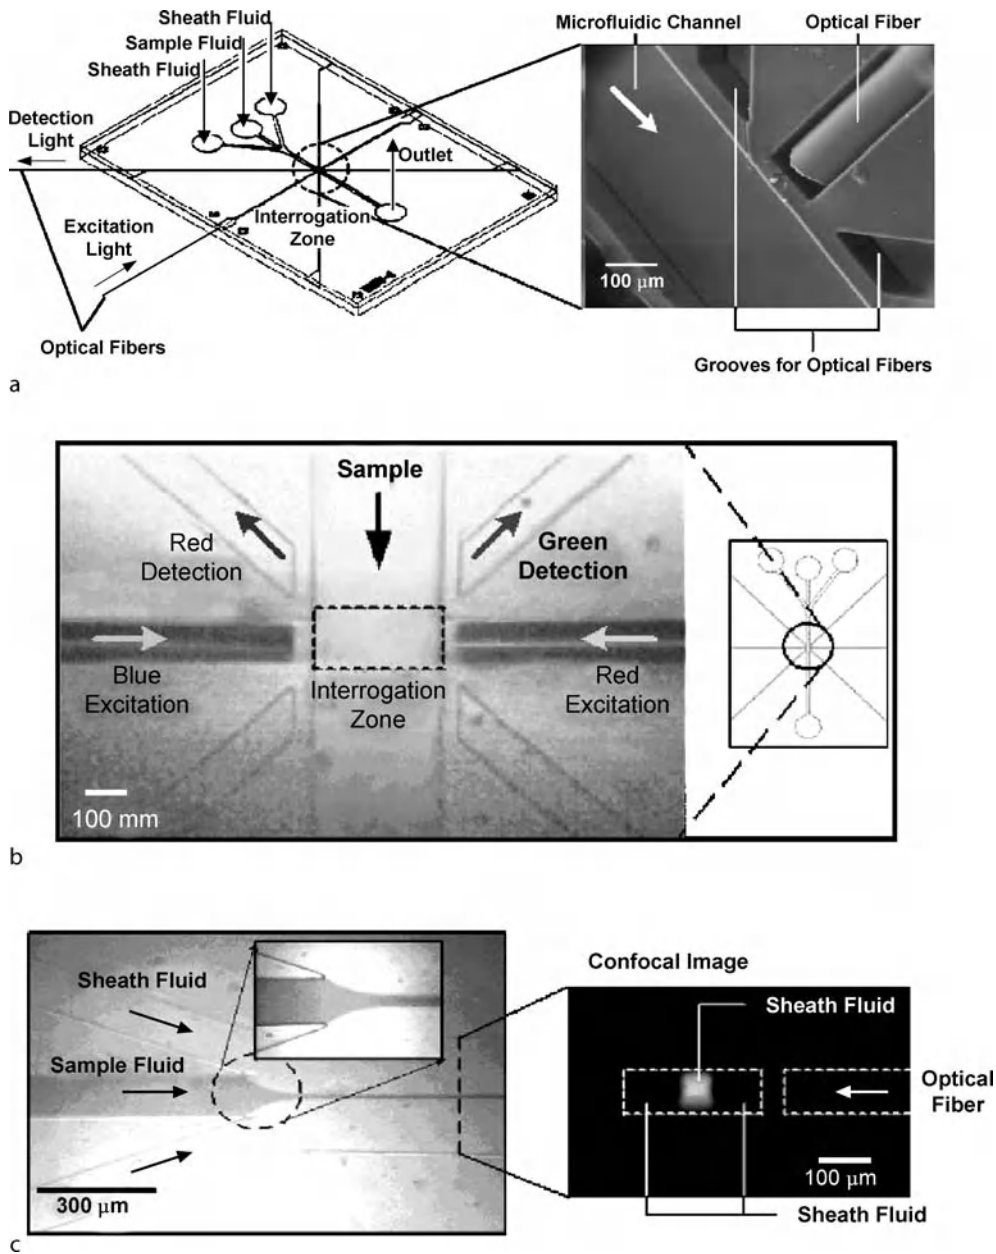 Sheath Fluid
Sample Fluid
Sheath Fluid
Detection
Light
Outlet
Interrogation
Zone
Excitation
Light
Optical Fibers
Microfluidic Channel
Optical Fiber
100 μm
Grooves for Optical Fibers
a
Sample
Red
Detection
Green
Detection
Blue
Excitation
Interrogation
Zone
Red
Excitation
100 mm
b
Sheath Fluid
Sample Fluid
300 μm
Confocal Image
Sheath Fluid
Optical
Fiber
100 μm
Sheath Fluid
c